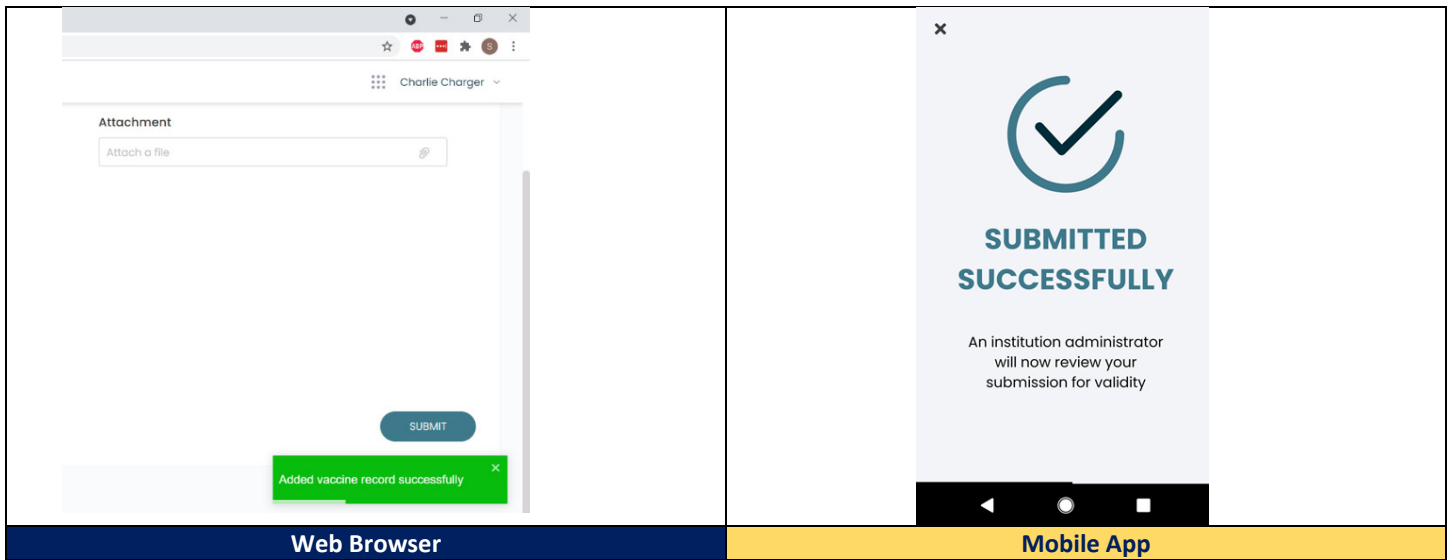 ABP
S
Charlie Charger
Attachment
Attach a file
SUBMIT
Added vaccine record successfully
Web Browser
SUBMITTED
SUCCESSFULLY
An institution administrator
will now review your
submission for validity
Mobile App